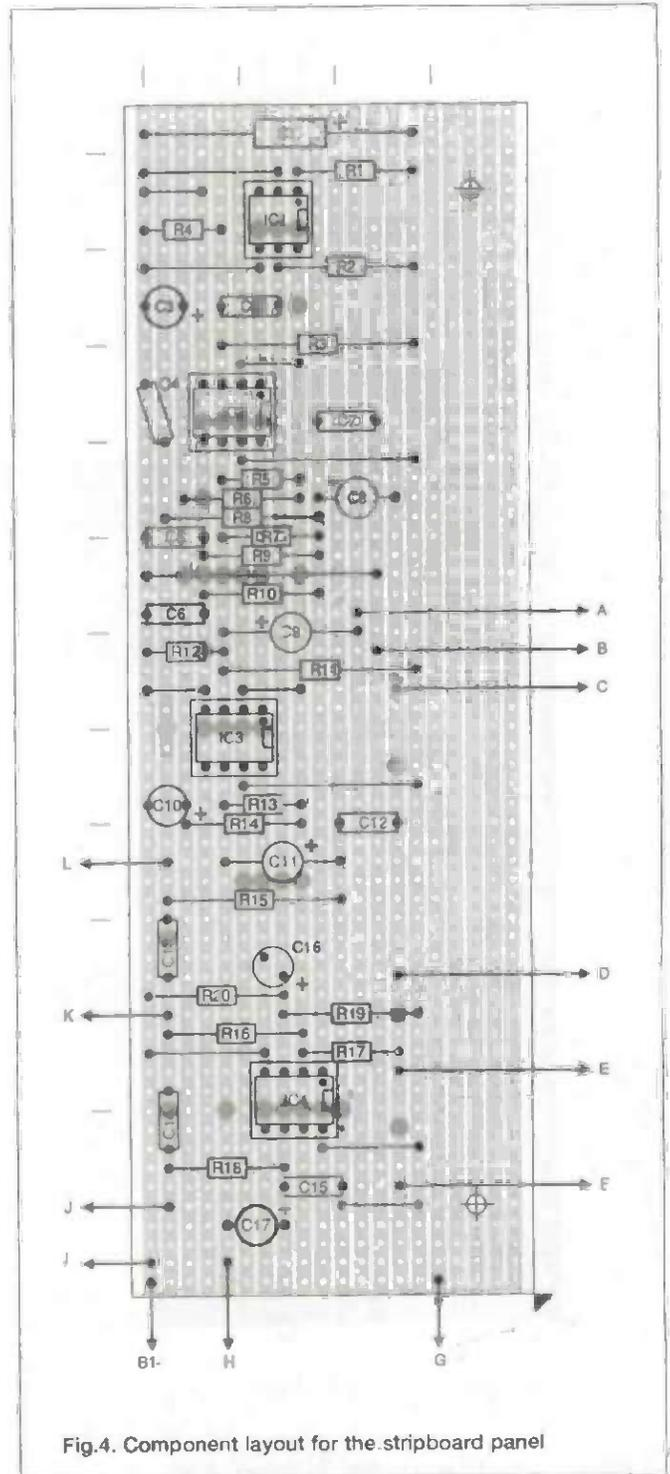 +
R1
R4
R2
+
R3
C4
R5
R6
C8
R8
R7
R9
R10
A
C6
+
C9
B
R12
R11
C
IC3
C10
+
R13
R14
C12
L
C11
+
R15
C16
+
D
R20
K
R19
R16
R17
E
R18
C15
E
J
+
C17
J
B1-
H
G
Fig.4. Component layout for the stripboard panel